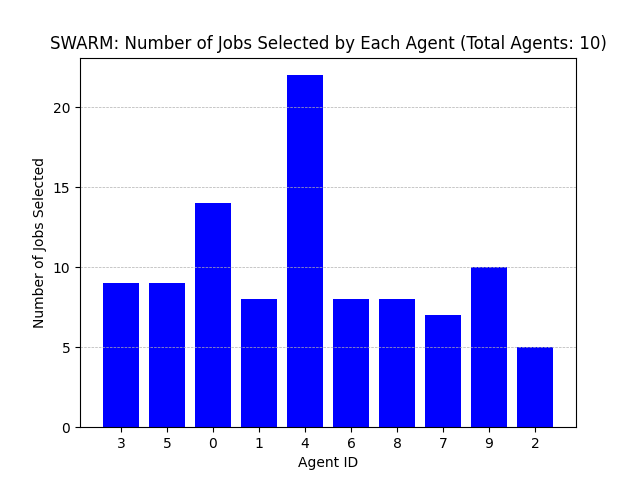 SWARM: Number of Jobs Selected by Each Agent (Total Agents: 10)
Number of Jobs Selected
20
15
10
5
0
3 5 0 1 4 6 8 7 9 2
Agent ID